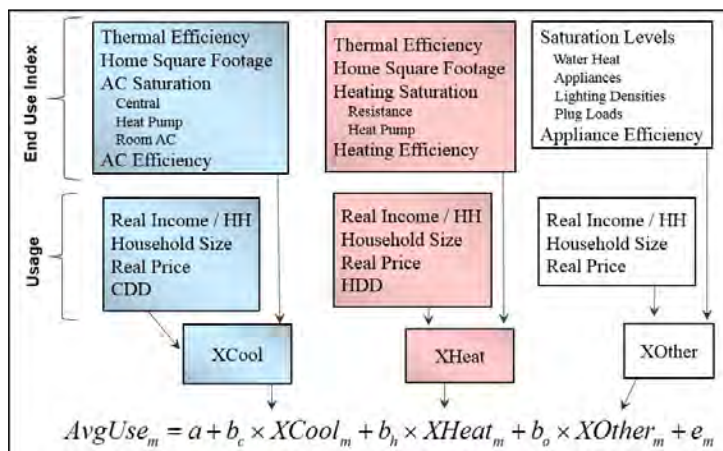 End Use Index
Thermal Efficiency
Home Square Footage
AC Saturation
Central
Heat Pump
Room AC
AC Efficiency
Thermal Efficiency
Home Square Footage
Heating Saturation
Resistance
Heat Pump
Heating Efficiency
Saturation Levels
Water Heat
Appliances
Lighting Densities
Plug Loads
Appliance Efficiency
Usage
Real Income / HH
Household Size
Real Price
CDD
Real Income / HH
Household Size
Real Price
HDD
Real Income / HH
Household Size
Real Price
XCool
XHeat
XOther
AvgUse_m = a + b_c × XCool_m + b_h × XHeat_m + b_o × XOther_m + e_m